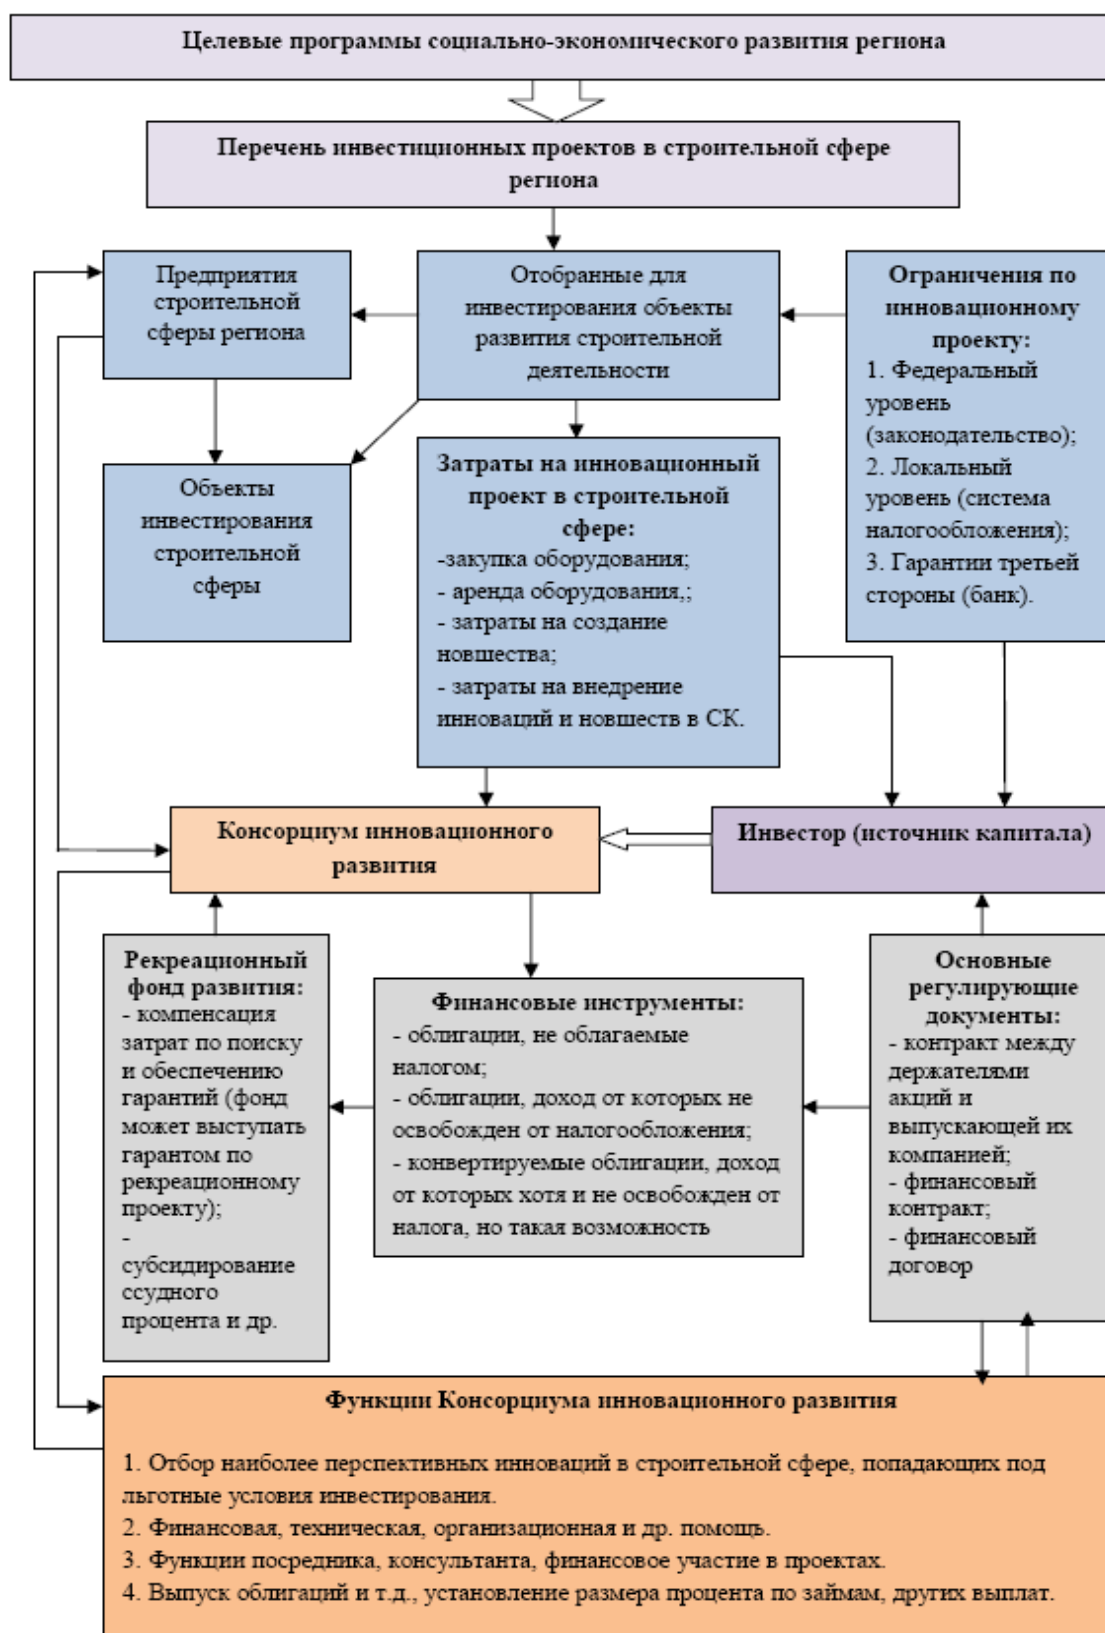 Целевые программы социально-экономического развития региона
Перечень инвестиционных проектов в строительной сфере
региона
Предприятия
строительной
сферы региона
Отобранные для
инвестирования объекты
развития строительной
деятельности
Ограничения по
инновационному
проекту:
1. Федеральный
уровень
(законодательство);
2. Локальный
уровень (система
налогообложения);
3. Гарантии третьей
стороны (банк).
Объекты
инвестирования
строительной
сферы
Затраты на инновационный
проект в строительной
сфере:
-закупка оборудования;
- аренда оборудования,;
- затраты на создание
новшества;
- затраты на внедрение
инноваций и новшеств в СК.
Консорциум инновационного
развития
Инвестор (источник капитала)
Рекреационный
фонд развития:
- компенсация
затрат по поиску
и обеспечению
гарантий (фонд
может выступать
гарантом по
рекреационному
проекту);
-
субсидирование
ссудного
процента и др.
Финансовые инструменты:
- облигации, не облагаемые
налогом;
- облигации, доход от которых не
освобожден от налогообложения;
- конвертируемые облигации, доход
от которых хотя и не освобожден от
налога, но такая возможность
Основные
регулирующие
документы:
- контракт между
держателями
акций и
выпускающей их
компанией;
- финансовый
контракт;
- финансовый
договор
Функции Консорциума инновационного развития
1. Отбор наиболее перспективных инноваций в строительной сфере, попадающих под
льготные условия инвестирования.
2. Финансовая, техническая, организационная и др. помощь.
3. Функции посредника, консультанта, финансовое участие в проектах.
4. Выпуск облигаций и т.д., установление размера процента по займам, других выплат.